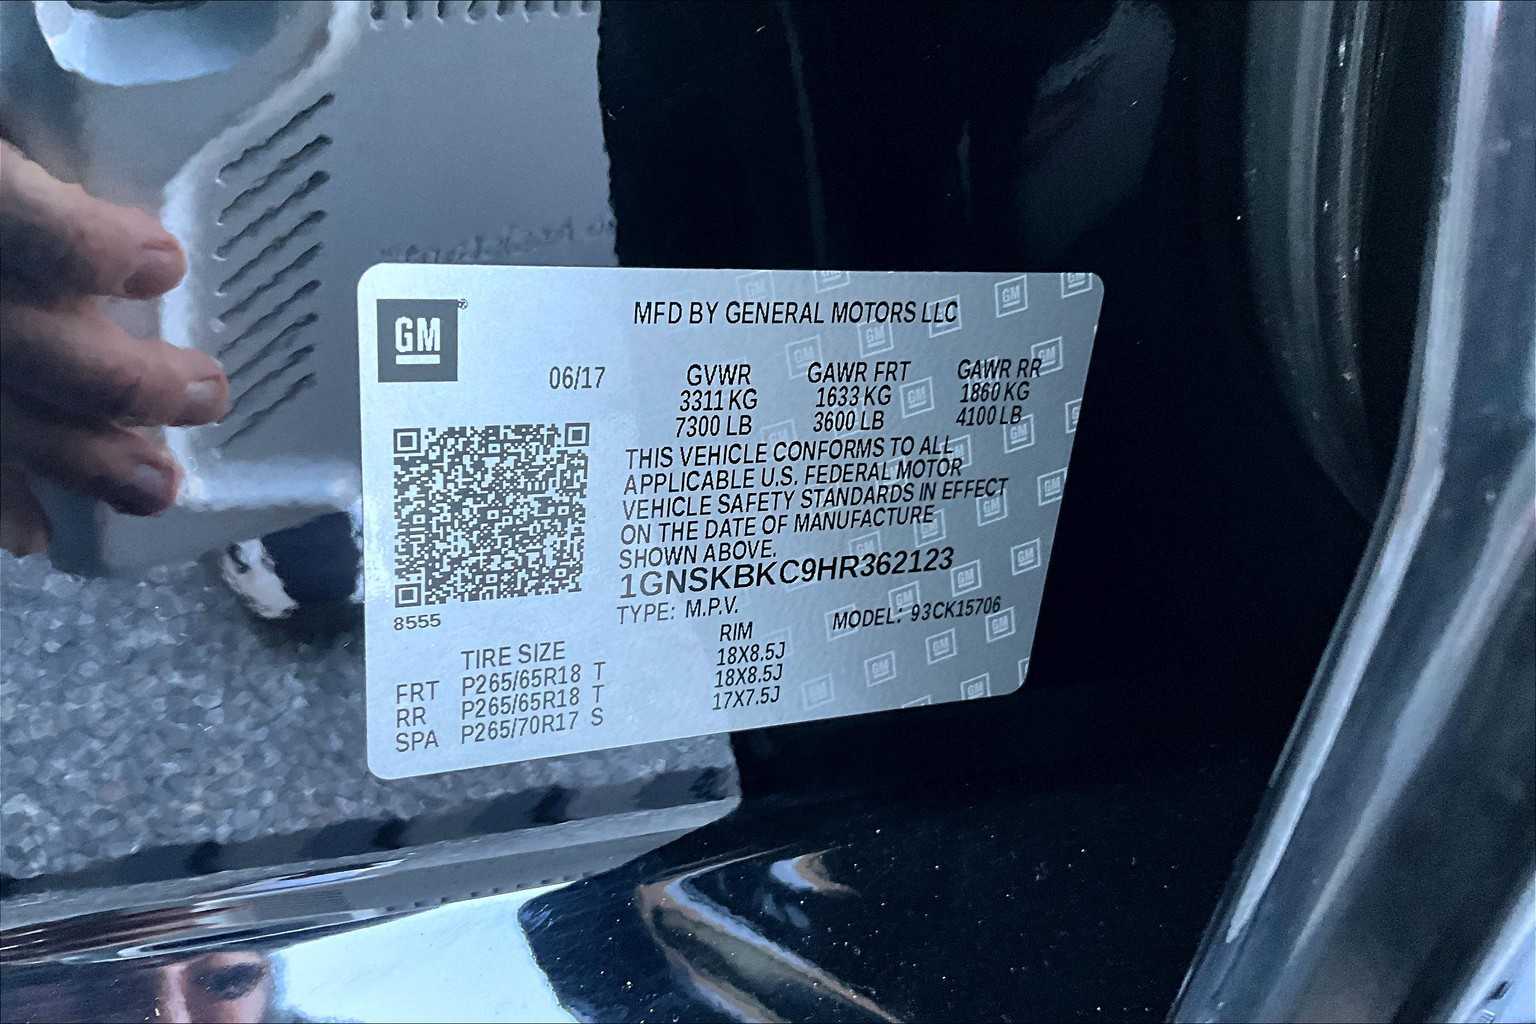 GM
MFD BY GENERAL MOTORS LLC
06/17
GVWR GAWR FRT GAWR RR
3311 KG 1633 KG 1860 KG
7300 LB 3600 LB 4100 LB
THIS VEHICLE CONFORMS TO ALL
APPLICABLE U.S. FEDERAL MOTOR
VEHICLE SAFETY STANDARDS IN EFFECT
ON THE DATE OF MANUFACTURE
SHOWN ABOVE.
1GNSKBKC9HR362123
TYPE: M.P.V. MODEL: 93CK15706
8555
TIRE SIZE RIM
FRT P265/65R18 T 18X8.5J
RR P265/65R18 T 18X8.5J
SPA P265/70R17 S 17X7.5J